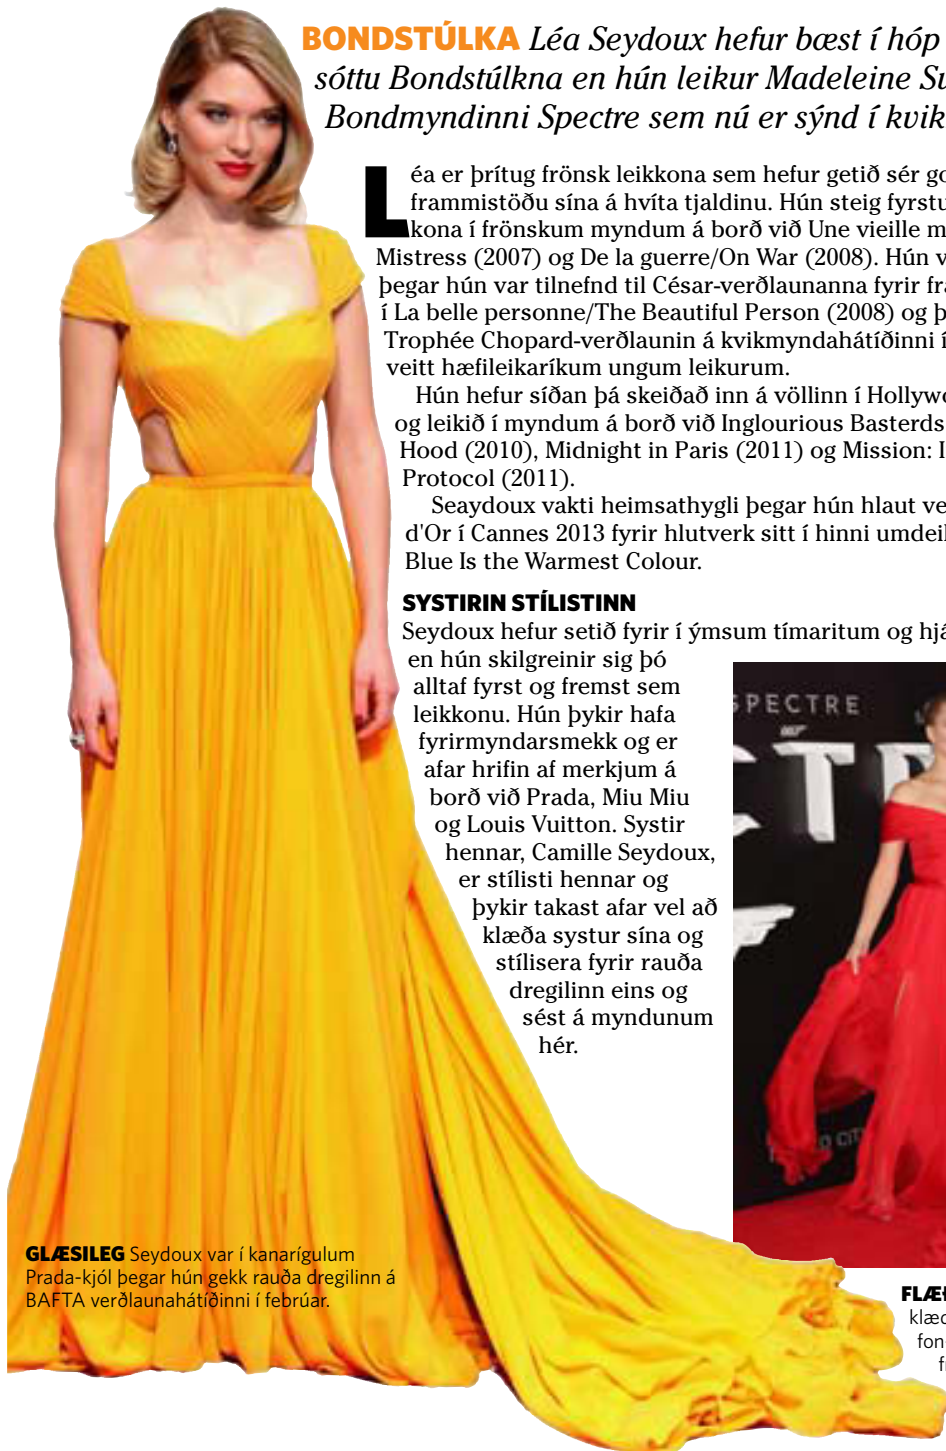 BONDSTÚLKA Léa Seydoux hefur bæst í hóp
sóttu Bondstúlkna en hún leikur Madeleine
Bondmyndinni Spectre sem nú er sýnd í
Léa er þrítug frönsk leikkona sem hefur getið sér
frammistöðu sína á hvíta tjaldinu. Hún steig fyrstu
kona í frönskum myndum á borð við Une vieille
Mistress (2007) og De la guerre/On War (2008). Hún
þegar hún var tilnefnd til César-verðlaunanna fyrir
í La belle personne/The Beautiful Person (2008) og
Trophée Chopard-verðlaunin á kvikmyndahátíðinni
veitt hæfileikaríkum ungum leikurum.
Hún hefur síðan þá skeiðað inn á völlinn í
og leikið í myndum á borð við Inglourious Basterds
Hood (2010), Midnight in Paris (2011) og Mission:
Protocol (2011).
Seaydoux vakti heimsathygli þegar hún hlaut
d'Or í Cannes 2013 fyrir hlutverk sitt í hinni
Blue Is the Warmest Colour.
SYSTIRIN STÍLISTINN
Seydoux hefur setið fyrir í ýmsum tímaritum og
en hún skilgreinir sig þó
alltaf fyrst og fremst sem
leikkonu. Hún þykir hafa
fyrirmyndarsmekk og er
afar hrifin af merkjum á
borð við Prada, Miu Miu
og Louis Vuitton. Systir
hennar, Camille Seydoux,
er stílisti hennar og
þykir takast afar vel að
klæða systur sína og
stílisera fyrir rauða
dregilinn eins og
sést á myndunum
hér.
SPECTRE
GLÆSILEG Seydoux var í kanarígulum
Prada-kjól þegar hún gekk rauða dregilinn á
BAFTA verðlaunahátíðinni í febrúar.